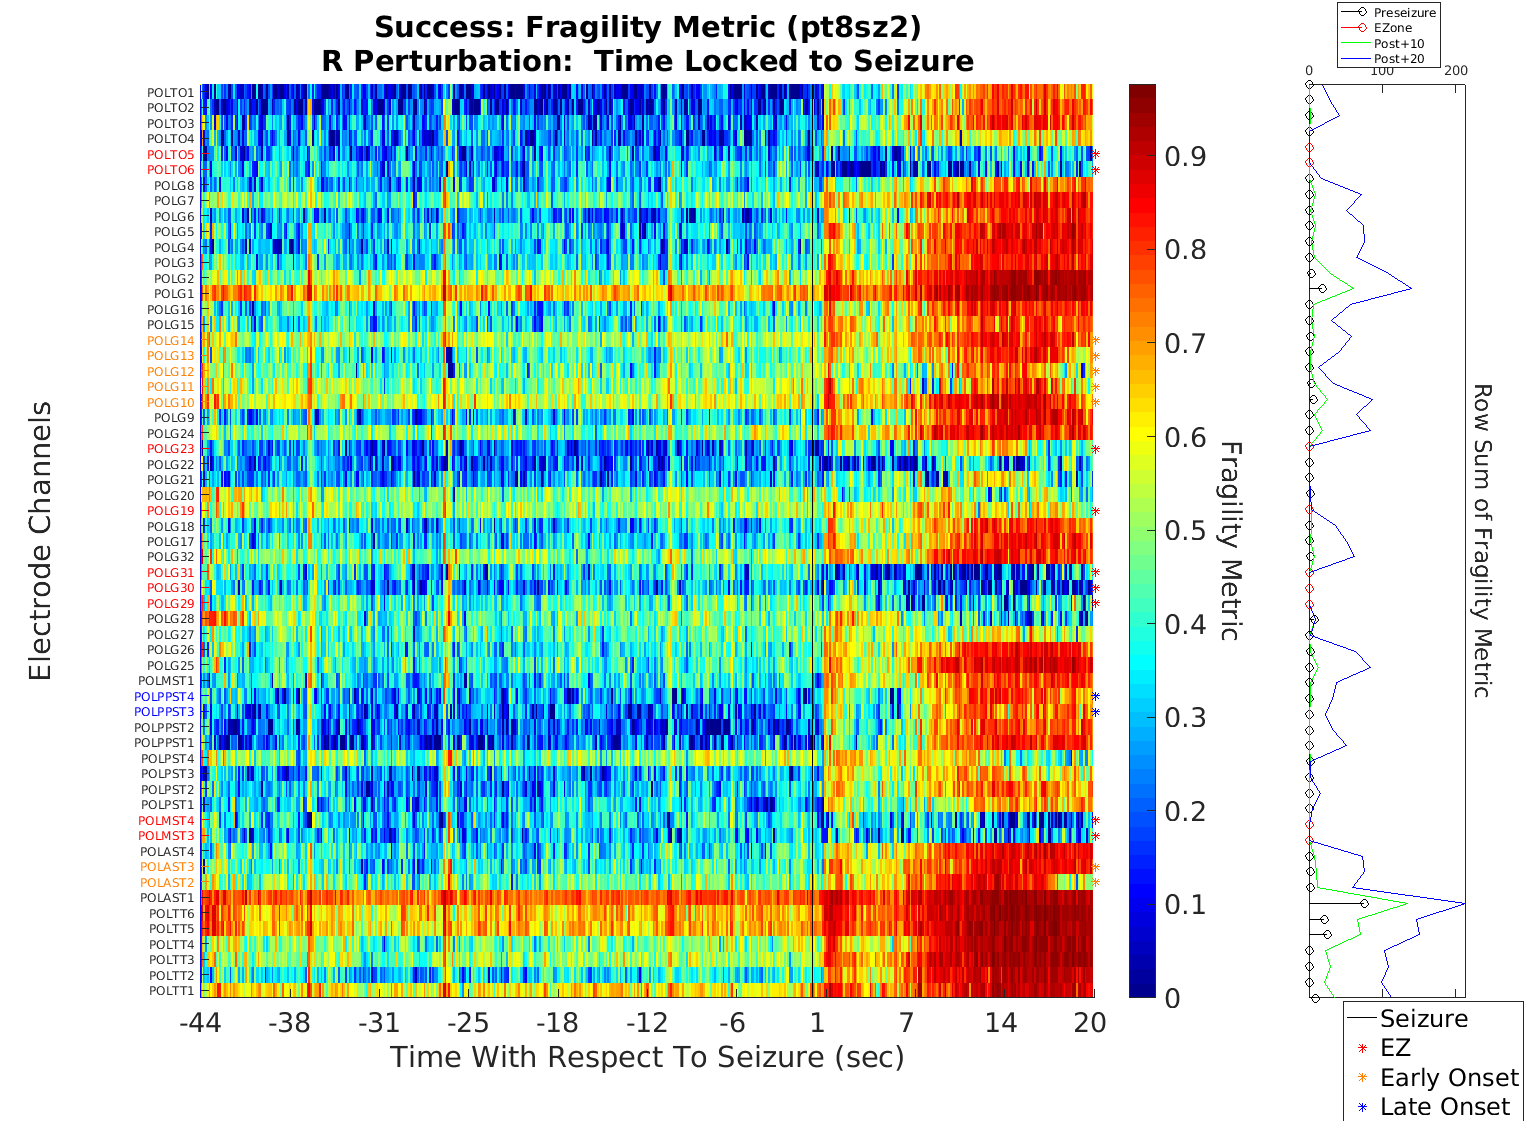 Success: Fragility Metric (pt8sz2)
R Perturbation:  Time Locked to Seizure
Preseizure
EZone
Post+10
Post+20
0 100 200
Electrode Channels
POLTO1
POLTO2
POLTO3
POLTO4
POLTO5
POLTO6
POLG8
POLG7
POLG6
POLG5
POLG4
POLG3
POLG2
POLG1
POLG16
POLG15
POLG14
POLG13
POLG12
POLG11
POLG10
POLG9
POLG24
POLG23
POLG22
POLG21
POLG20
POLG19
POLG18
POLG17
POLG32
POLG31
POLG30
POLG29
POLG28
POLG27
POLG26
POLG25
POLMST1
POLPPST4
POLPPST3
POLPPST2
POLPPST1
POLPST4
POLPST3
POLPST2
POLPST1
POLMST4
POLMST3
POLAST4
POLAST3
POLAST2
POLAST1
POLTT6
POLTT5
POLTT4
POLTT3
POLTT2
POLTT1
-44 -38 -31 -25 -18 -12 -6 1 7 14 20
Time With Respect To Seizure (sec)
0.9
0.8
0.7
0.6
0.5
0.4
0.3
0.2
0.1
0
Fragility Metric
Row Sum of Fragility Metric
Seizure
EZ
Early Onset
Late Onset